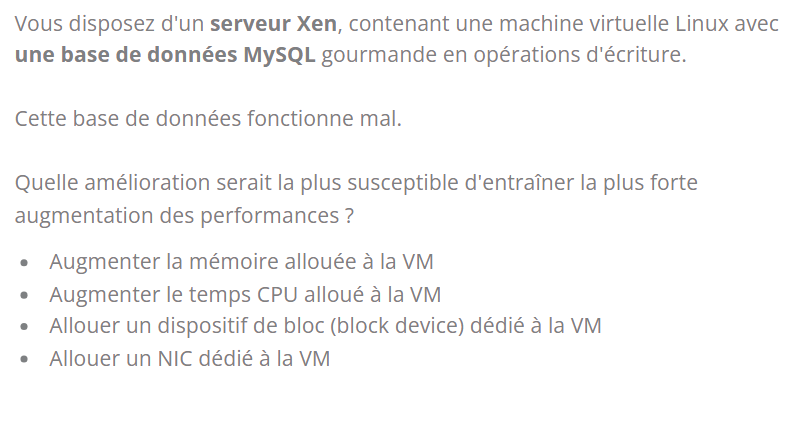 Vous disposez d'un serveur Xen, contenant une machine virtuelle Linux avec
une base de données MySQL gourmande en opérations d'écriture.
Cette base de données fonctionne mal.
Quelle amélioration serait la plus susceptible d'entraîner la plus forte
augmentation des performances ?
• Augmenter la mémoire allouée à la VM
• Augmenter le temps CPU alloué à la VM
• Allouer un dispositif de bloc (block device) dédié à la VM
• Allouer un NIC dédié à la VM